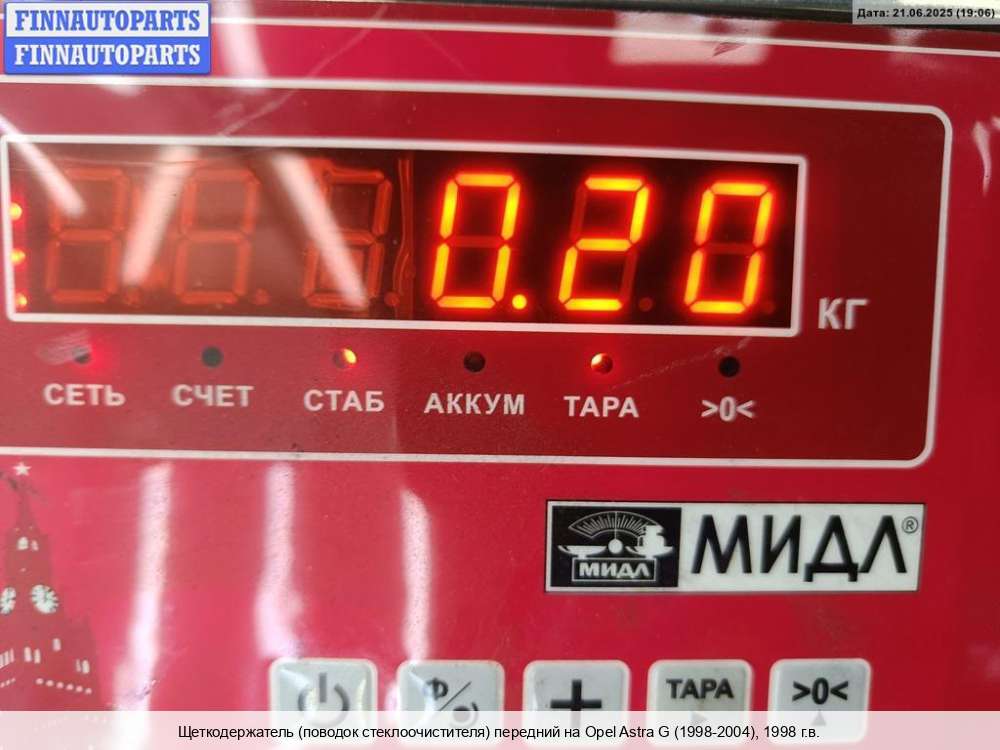 FINNAUTOPARTS
FINNAUTOPARTS
Дата: 21.06.2025 (19:06)
0.20
КГ
СЕТЬ СЧЕТ СТАБ АККУМ ТАРА >0<
МИДЛ МИДЛ®
Ф ТАРА >0<
Щеткодержатель (поводок стеклоочистителя) передний на Opel Astra G (1998-2004), 1998 г.в.